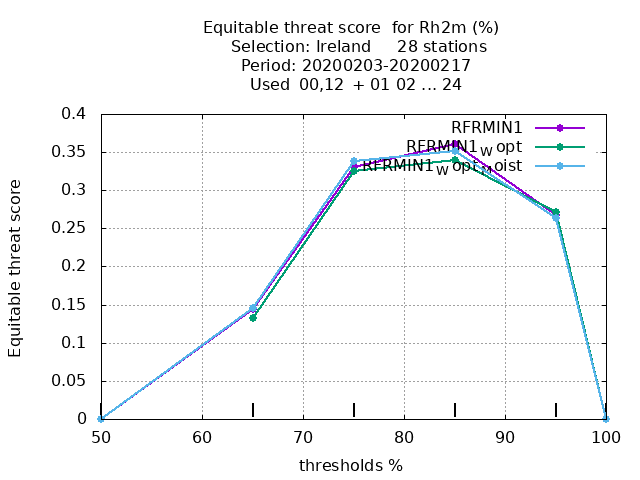 Equitable threat score for Rh2m (%)
Selection: Ireland 28 stations
Period: 20200203-20200217
Used 00,12 + 01 02 ... 24
RFRMIN1
RFRMIN1W opt
RFRMIN1W opt oist
Equitable threat score
0.4
0.35
0.3
0.25
0.2
0.15
0.1
0.05
0
50 60 70 80 90 100
thresholds %